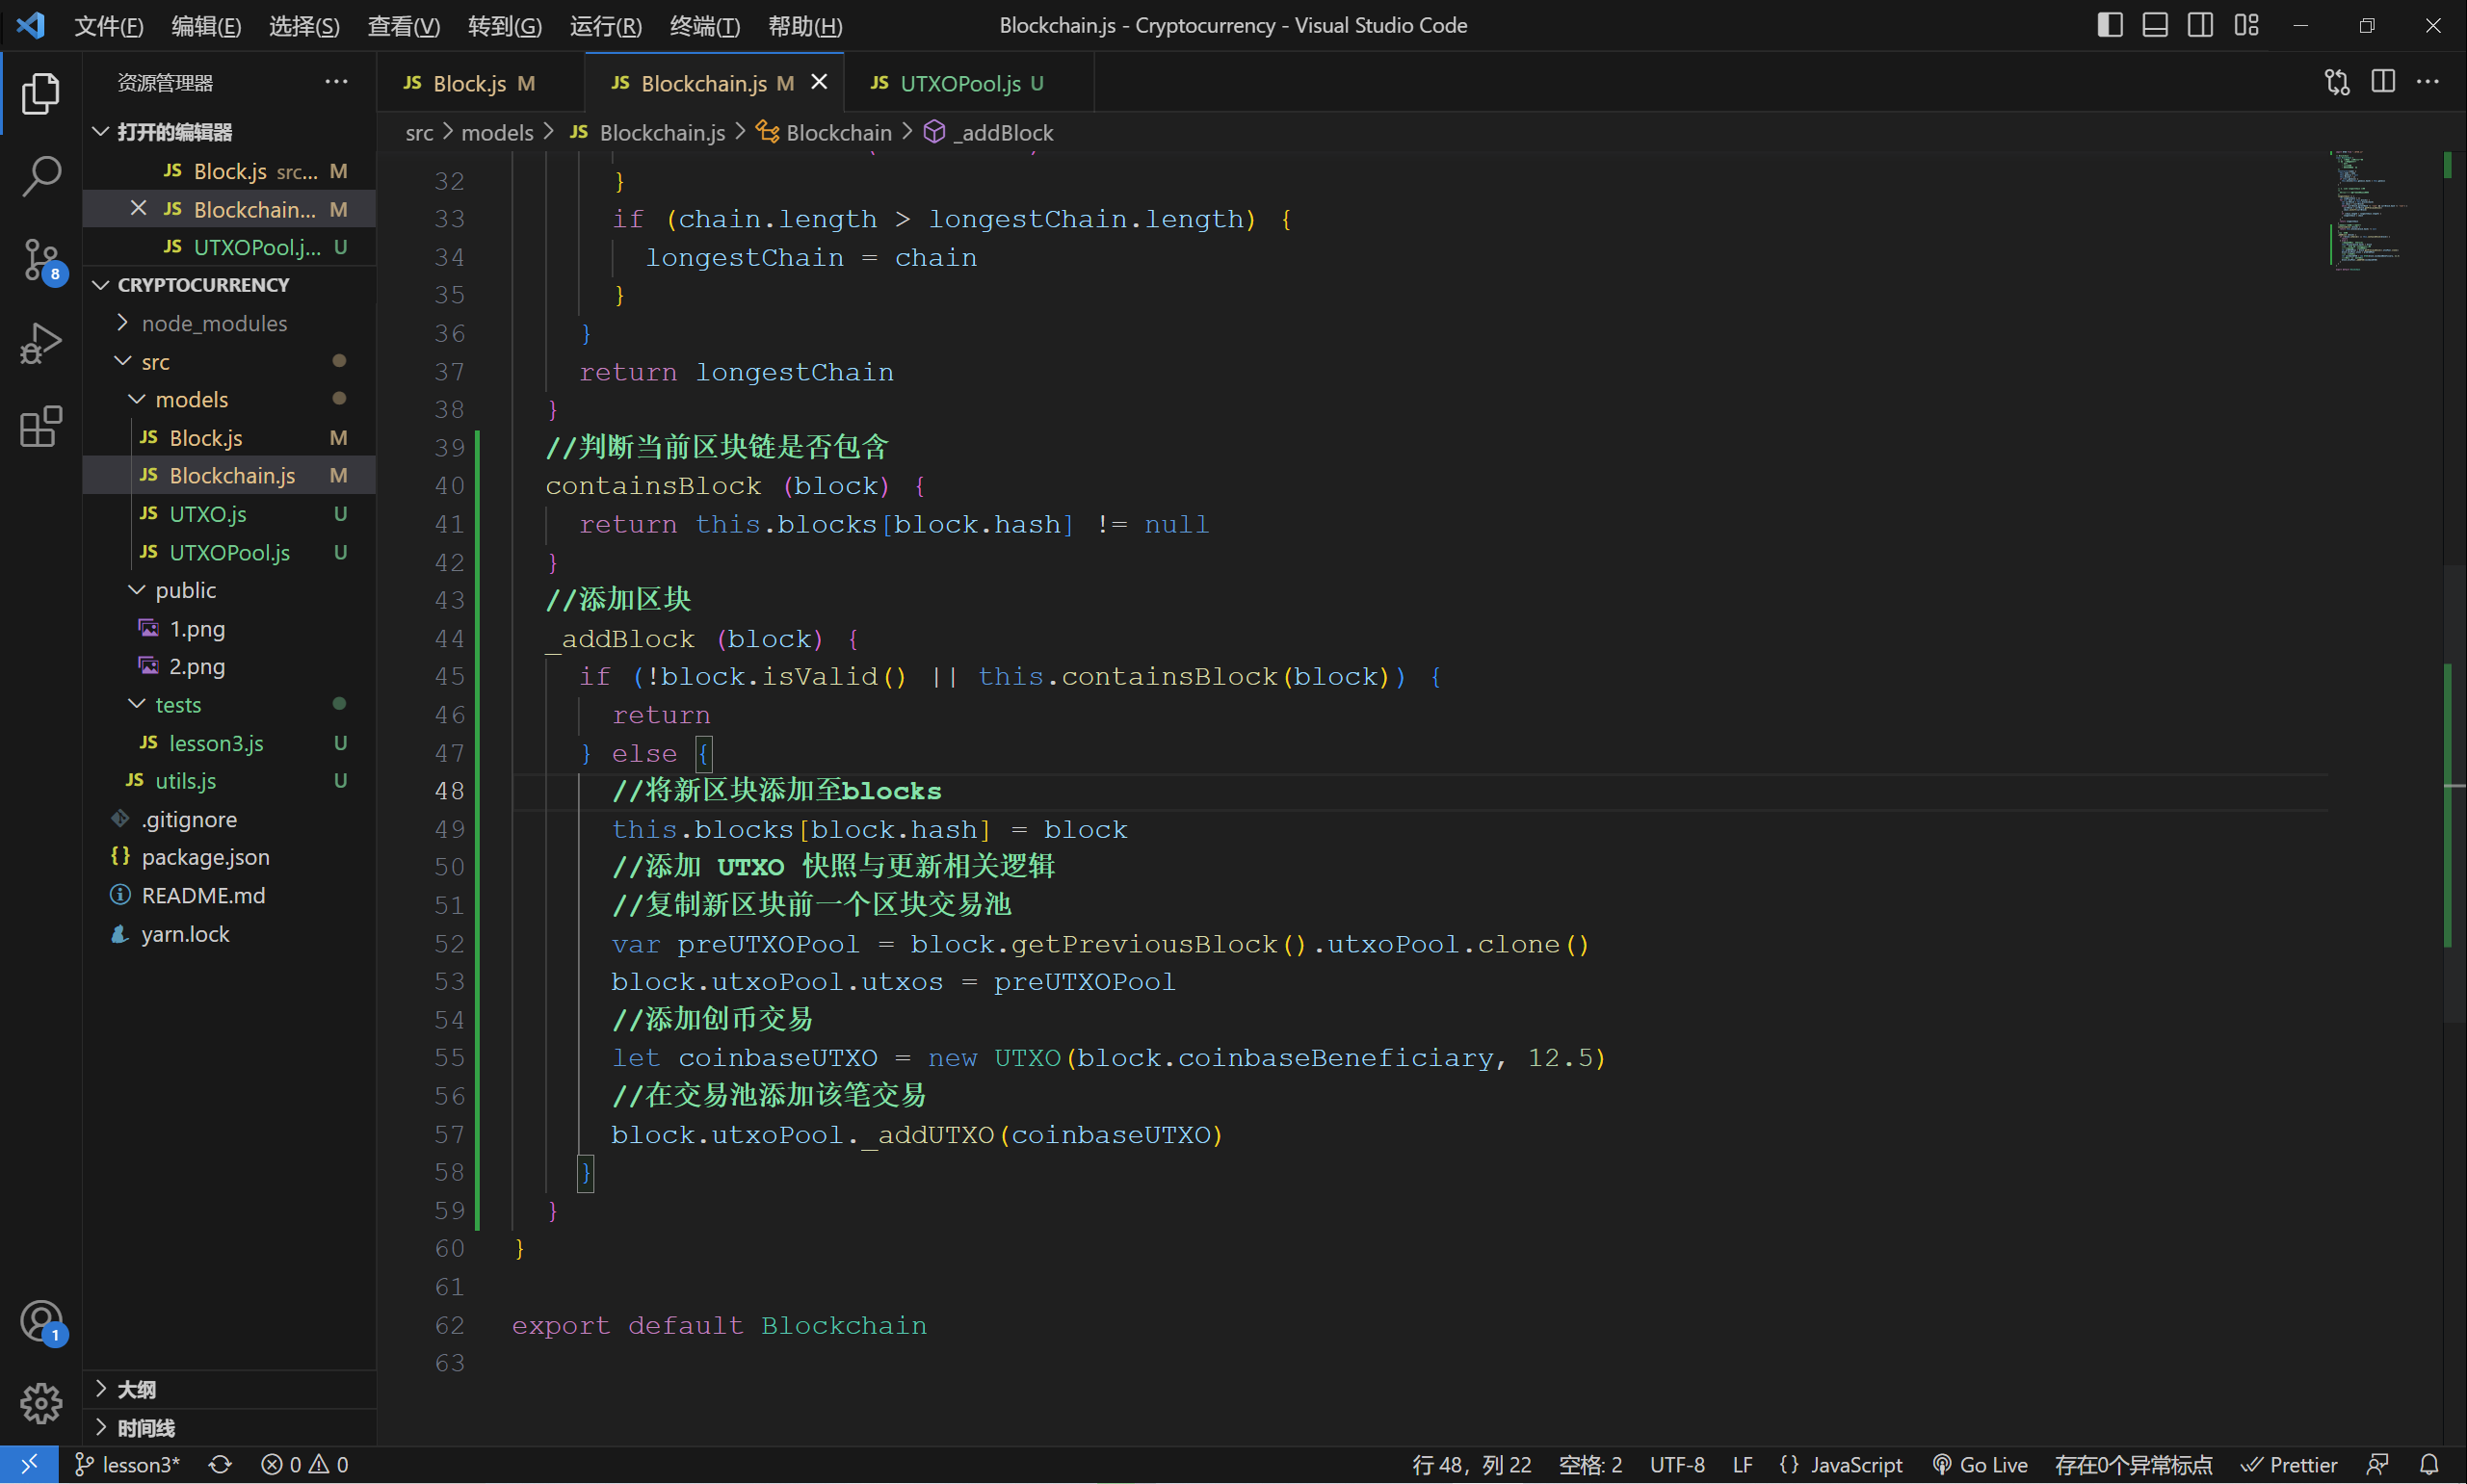 文件(F) 编辑(E) 选择(S) 查看(V) 转到(G) 运行(R) 终端(T) 帮助(H) Blockchain.js - Cryptocurrency - Visual Studio Code
资源管理器
打开的编辑器
JS Block.js src... M
JS Blockchain... M
JS UTXOPool.j... U
CRYPTOCURRENCY
node_modules
src
models
JS Block.js M
JS Blockchain.js M
JS UTXO.js U
JS UTXOPool.js U
public
1.png
2.png
tests
JS lesson3.js U
JS utils.js U
.gitignore
{} package.json
README.md
yarn.lock
大纲
时间线
8
1
JS Block.js M JS Blockchain.js M JS UTXOPool.js U
src > models > JS Blockchain.js > Blockchain > _addBlock
32 }
33 if (chain.length > longestChain.length) {
34 longestChain = chain
35 }
36 }
37 return longestChain
38 }
39 //判断当前区块链是否包含
40 containsBlock (block) {
41 return this.blocks[block.hash] != null
42 }
43 //添加区块
44 _addBlock (block) {
45 if (!block.isValid() || this.containsBlock(block)) {
46 return
47 } else {
48 //将新区块添加至blocks
49 this.blocks[block.hash] = block
50 //添加 UTXO 快照与更新相关逻辑
51 //复制新区块前一个区块交易池
52 var preUTXOPool = block.getPreviousBlock().utxoPool.clone()
53 block.utxoPool.utxos = preUTXOPool
54 //添加创币交易
55 let coinbaseUTXO = new UTXO(block.coinbaseBeneficiary, 12.5)
56 //在交易池添加该笔交易
57 block.utxoPool._addUTXO(coinbaseUTXO)
58 }
59 }
60 }
61
62 export default Blockchain
63
lesson3* 0 0 行 48，列 22 空格: 2 UTF-8 LF {} JavaScript Go Live 存在0个异常标点 Prettier